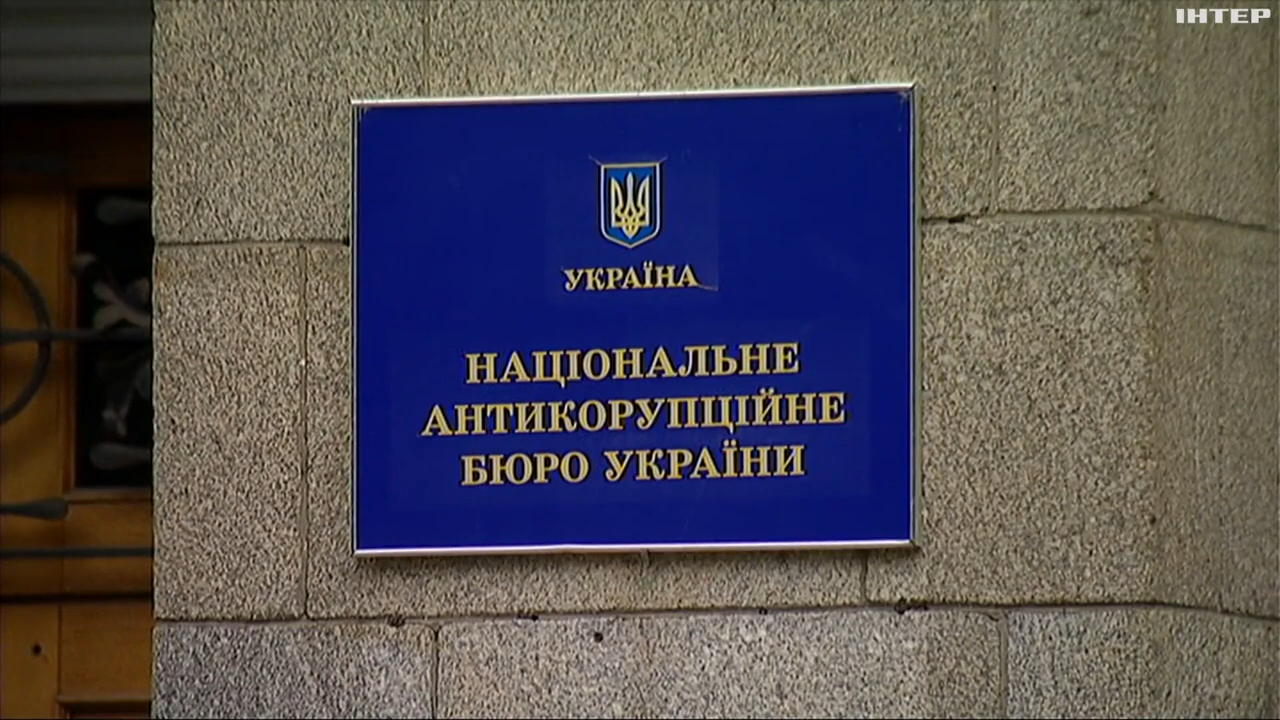 ІНТЕР
УКРАЇНА
НАЦІОНАЛЬНЕ
АНТИКОРУПЦІЙНЕ
БЮРО УКРАЇНИ